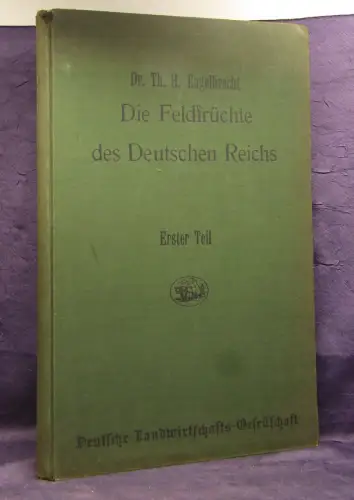 Dr. Th. H. Engelbrecht
Die Feldfrüchte
des Deutschen Reichs
Erster Teil
Deutsche Landwirtschafts-Gesellschaft